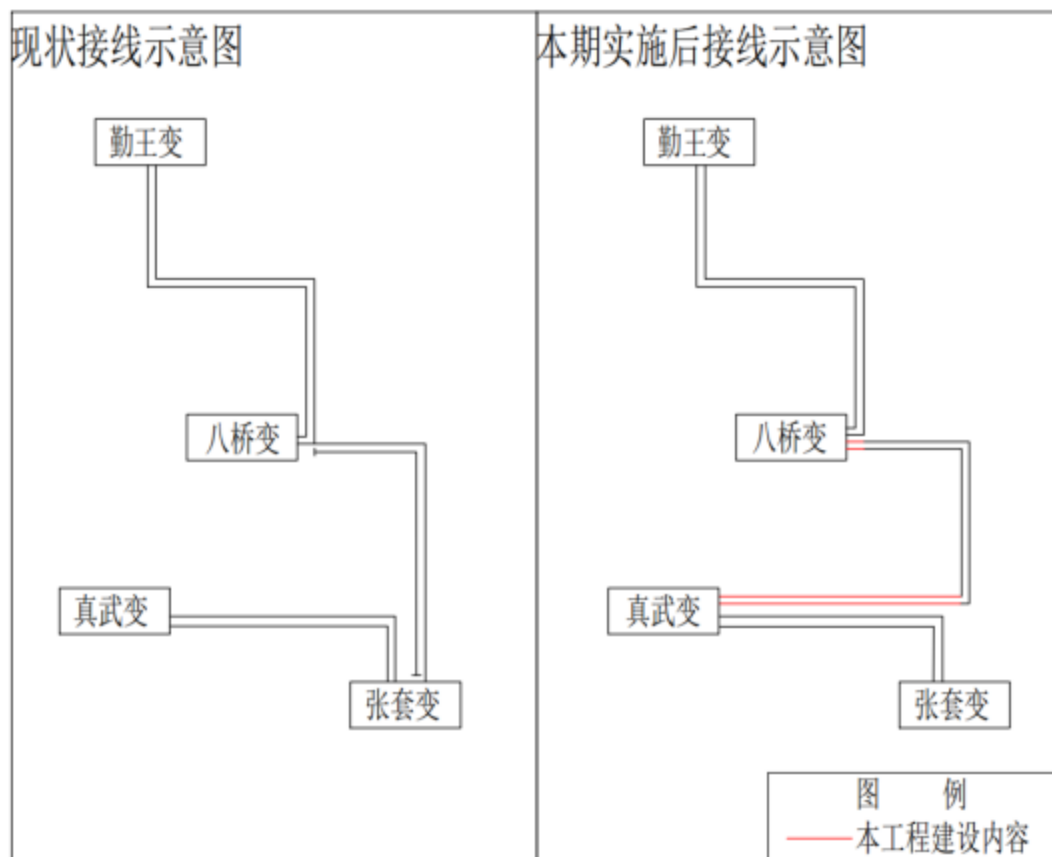 现状接线示意图
勤王变
八桥变
真武变
张套变
本期实施后接线示意图
勤王变
八桥变
真武变
张套变
图 例
本工程建设内容